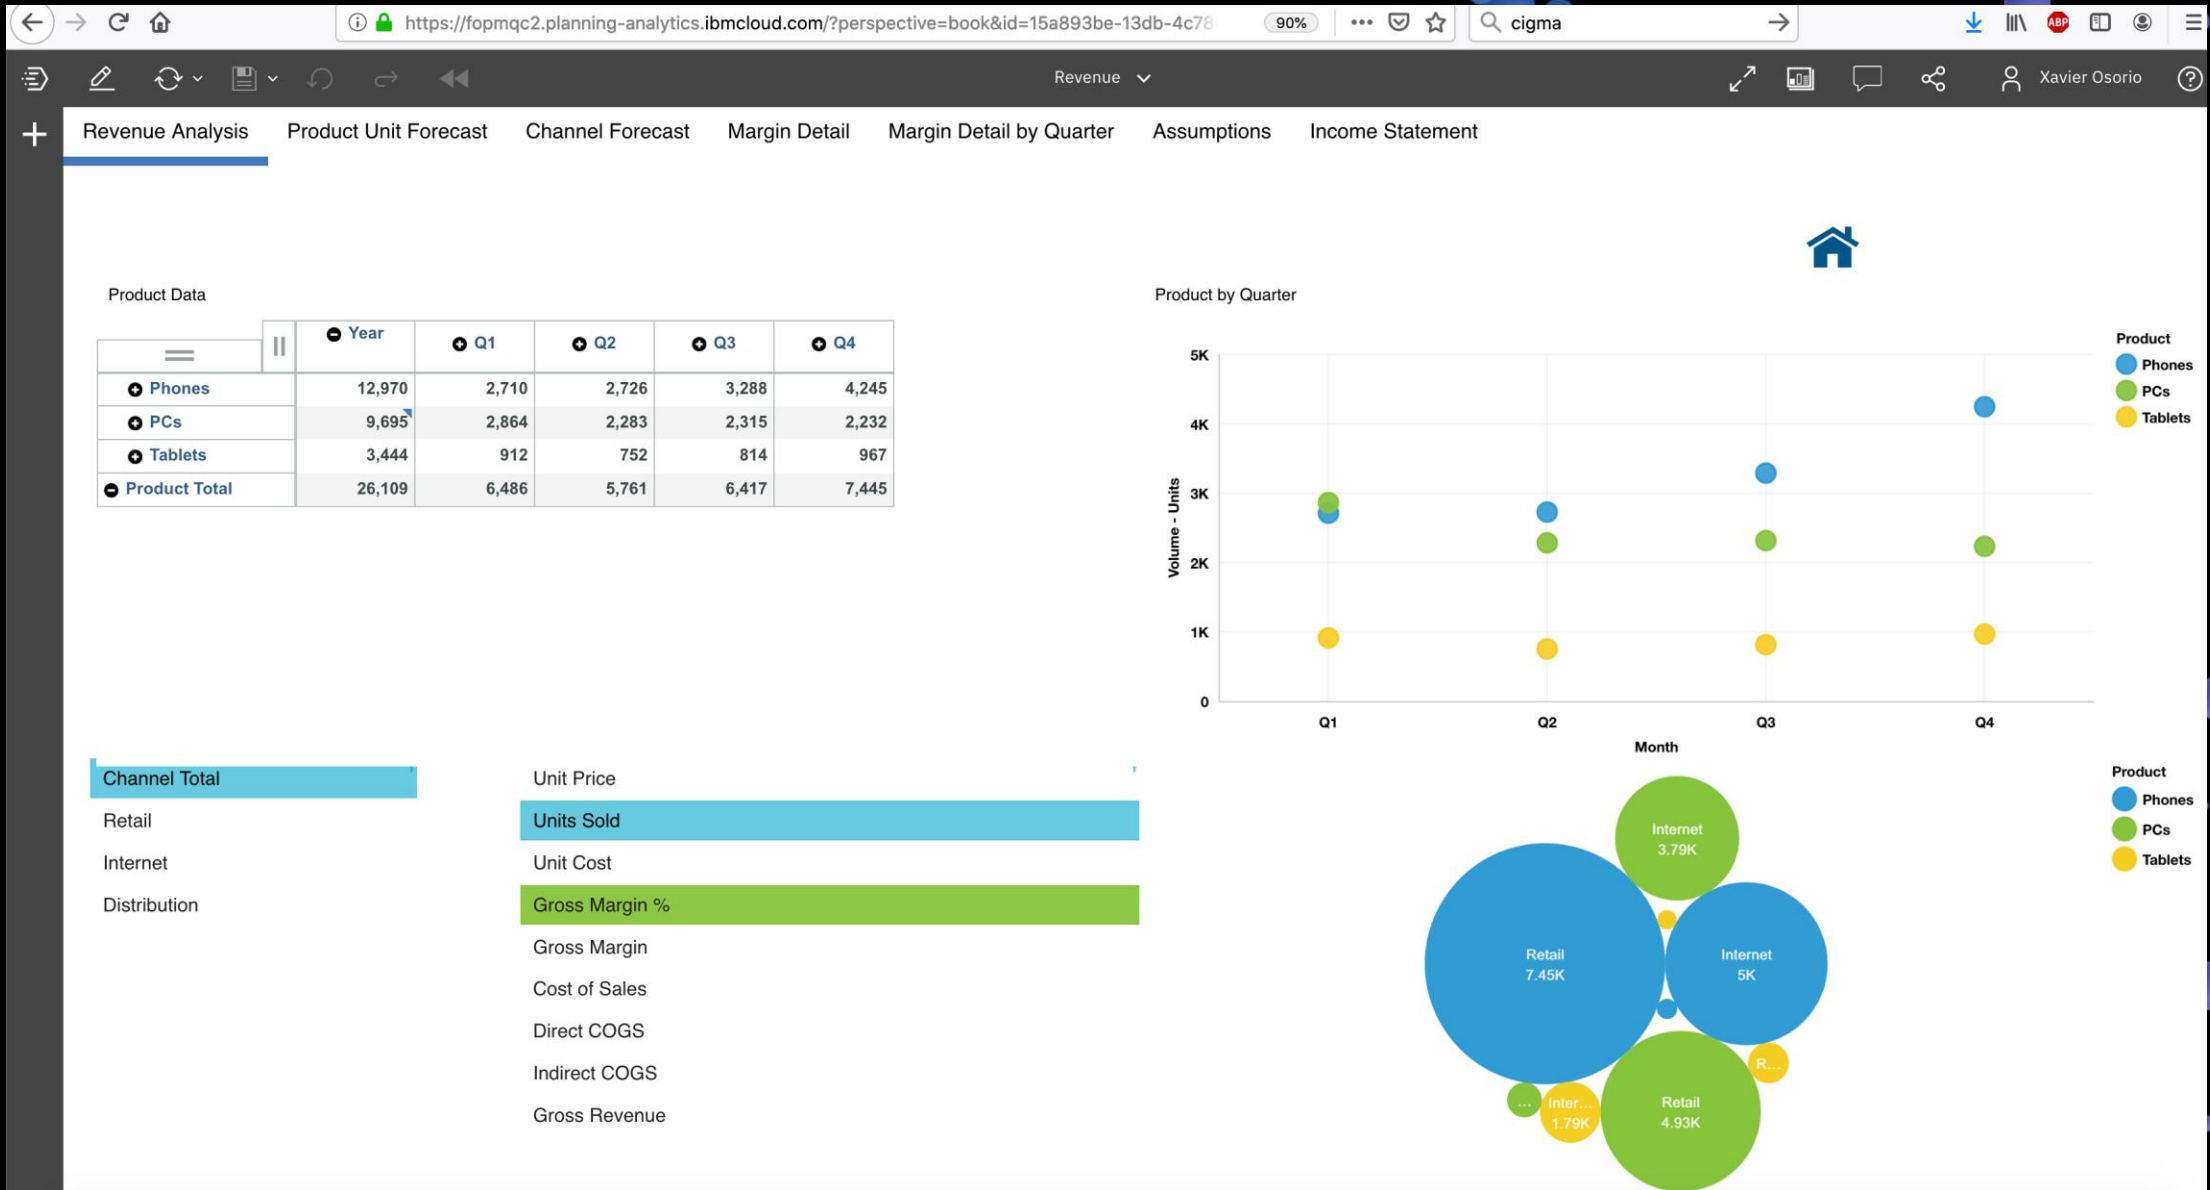 https://fopmqc2.planning-analytics.ibmcloud.com/?perspective=book&id=15a893be-13db-4c78
90%
cigma
ABP
Revenue
Xavier Osorio
Revenue Analysis Product Unit Forecast Channel Forecast Margin Detail Margin Detail by Quarter Assumptions Income Statement
Product Data
Year Q1 Q2 Q3 Q4
Phones 12,970 2,710 2,726 3,288 4,245
PCs 9,695 2,864 2,283 2,315 2,232
Tablets 3,444 912 752 814 967
Product Total 26,109 6,486 5,761 6,417 7,445
Product by Quarter
5K
4K
3K
2K
1K
0
Volume - Units
Q1 Q2 Q3 Q4
Month
Product
Phones
PCs
Tablets
Channel Total
Retail
Internet
Distribution
Unit Price
Units Sold
Unit Cost
Gross Margin %
Gross Margin
Cost of Sales
Direct COGS
Indirect COGS
Gross Revenue
Internet
3.79K
Retail
7.45K
Internet
5K
R...
...
Inter...
1.79K
Retail
4.93K
Product
Phones
PCs
Tablets